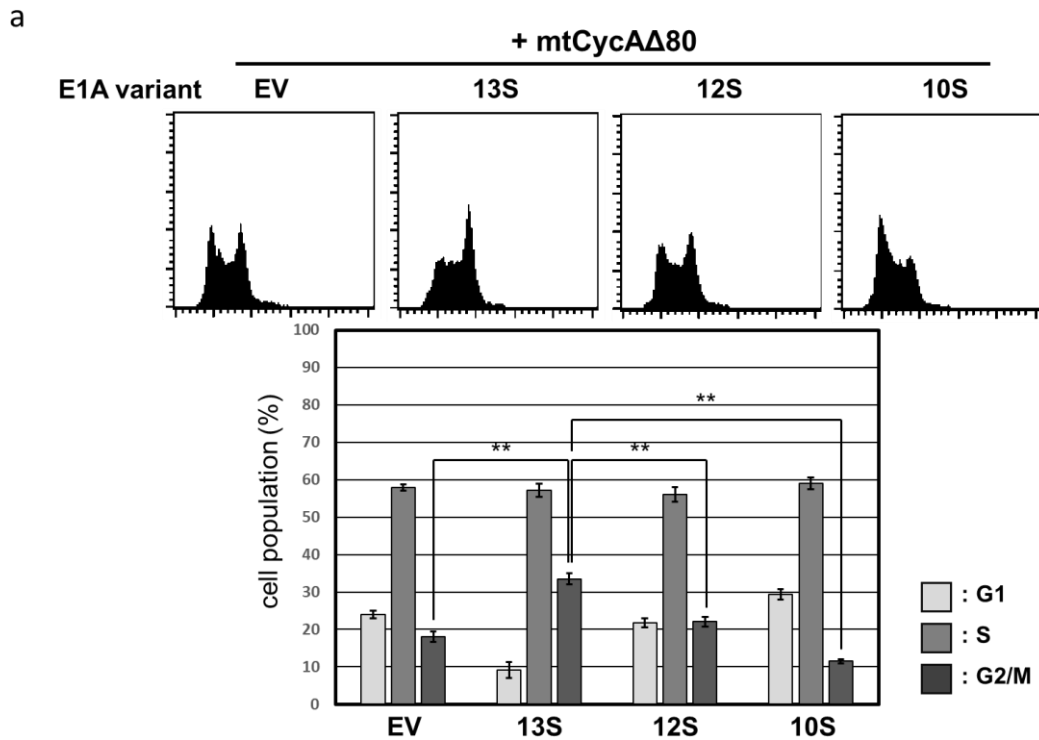 a
+ mtCycAΔ80
E1A variant EV 13S 12S 10S
cell population (%)
100
90
80
70
60
50
40
30
20
10
0
**
**
**
EV 13S 12S 10S
: G1
: S
: G2/M